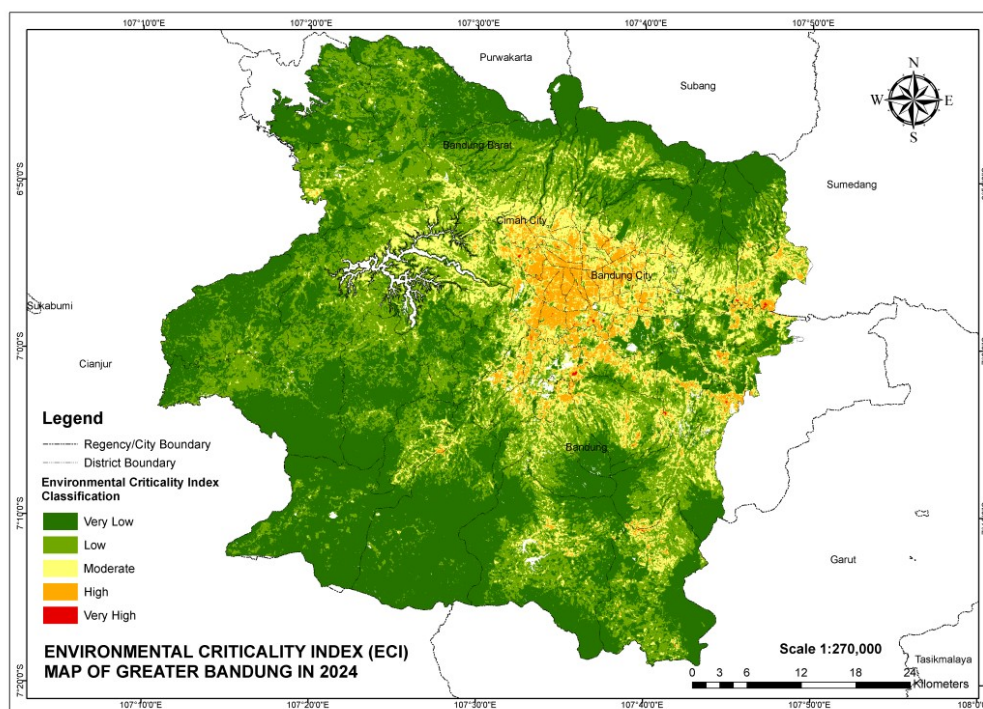 107°10'0"E 107°20'0"E 107°30'0"E 107°40'0"E 107°50'0"E
Purwakarta
Subang
N
W E
S
Bandung Barat
6°50'0"S
Sumedang
Cimahi City
Bandung City
Sukabumi
7°0'0"S
Cianjur
Legend
Regency/City Boundary
District Boundary
Environmental Criticality Index
Classification
Very Low
Low
Moderate
High
Very High
Bandung
7°10'0"S
Garut
ENVIRONMENTAL CRITICALITY INDEX (ECI)
MAP OF GREATER BANDUNG IN 2024
Scale 1:270,000
0 3 6 12 18 24
Kilometers
Tasikmalaya
7°20'0"S
107°10'0"E 107°20'0"E 107°30'0"E 107°40'0"E 107°50'0"E